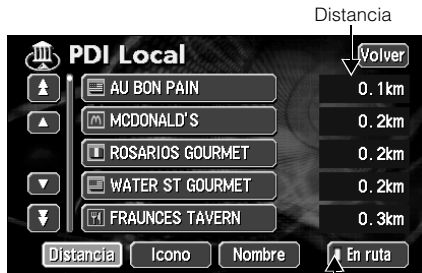 Distancia
PDI Local
Volver
AU BON PAIN 0.1km
MCDONALD'S 0.2km
ROSARIOS GOURMET 0.2km
WATER ST GOURMET 0.2km
FRAUNCES TAVERN 0.3km
Distancia Icono Nombre En ruta